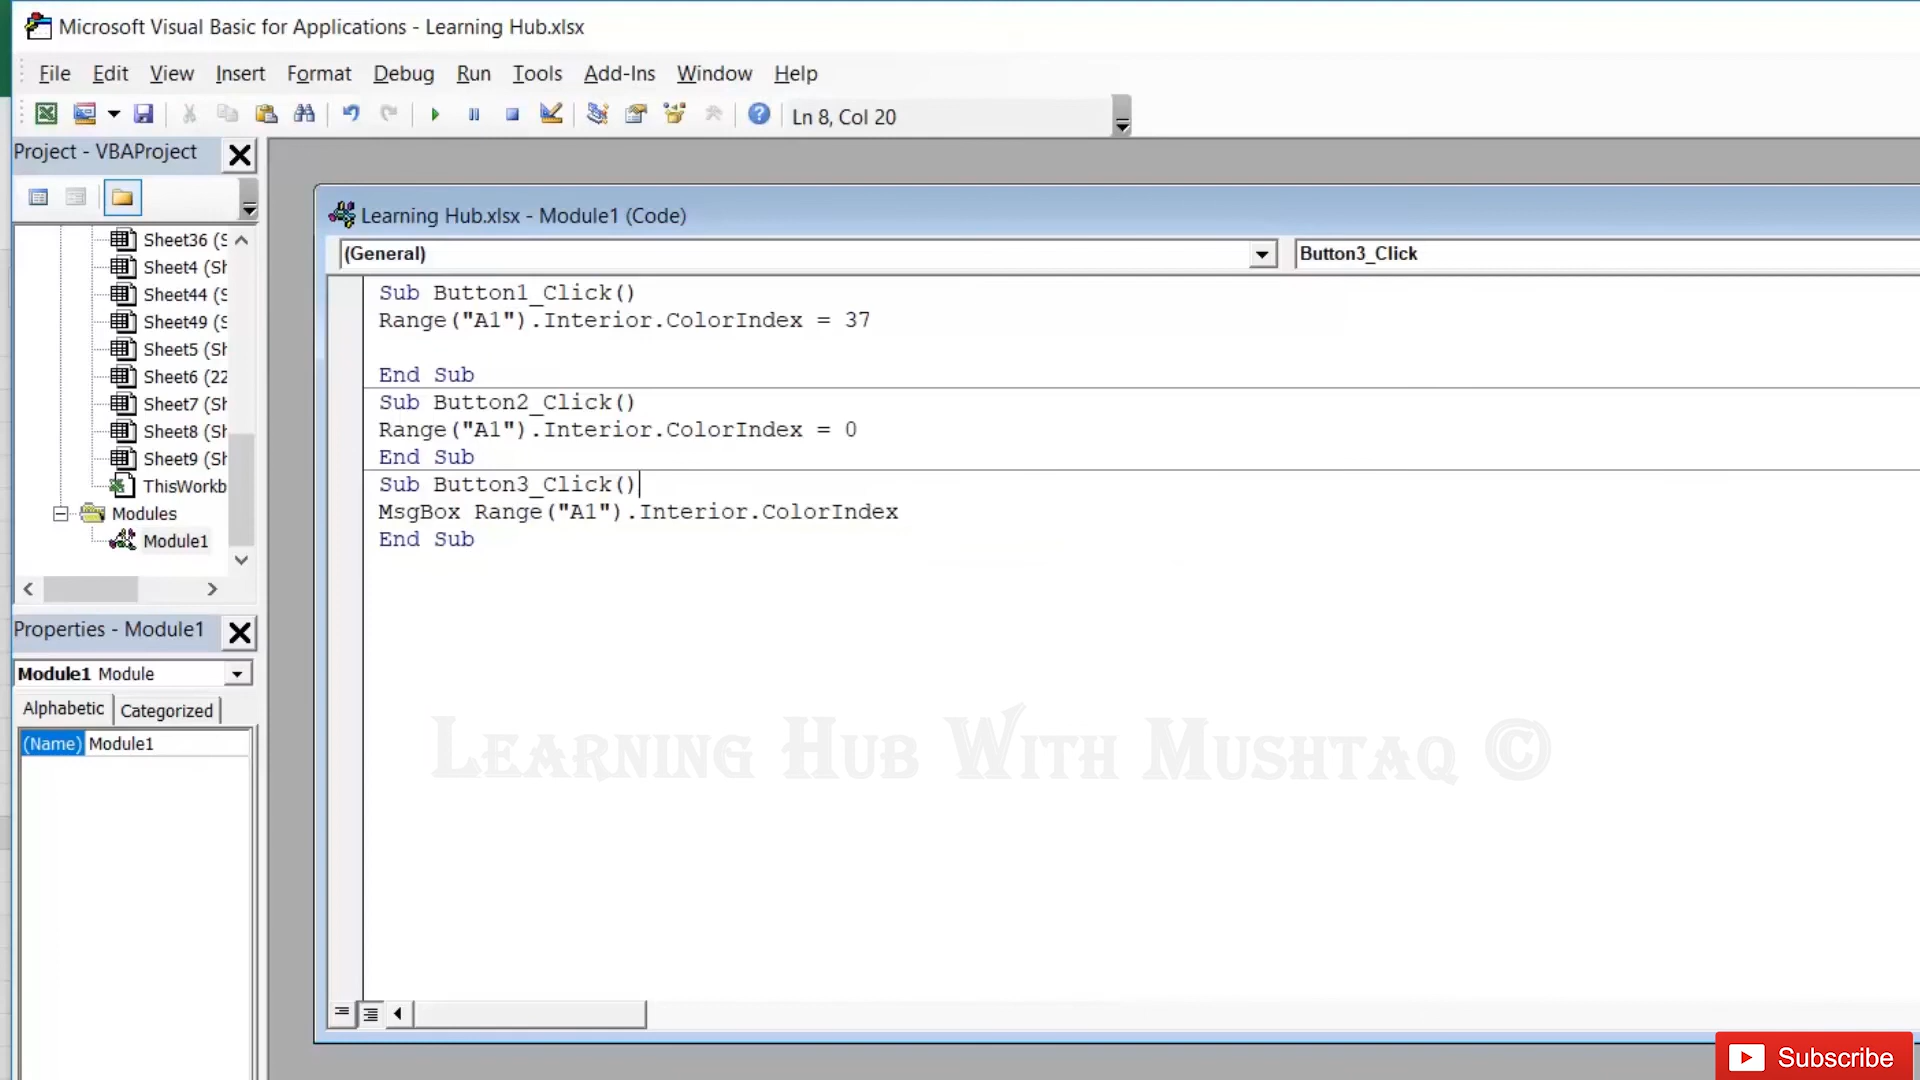 Microsoft Visual Basic for Applications - Learning Hub.xlsx
File Edit View Insert Format Debug Run Tools Add-Ins Window Help
Ln 8, Col 20
Project - VBAProject
Sheet36 (S
Sheet4 (Sh
Sheet44 (S
Sheet49 (S
Sheet5 (Sh
Sheet6 (22
Sheet7 (Sh
Sheet8 (Sh
Sheet9 (Sh
ThisWorkb
Modules
Module1
Properties - Module1
Module1 Module
Alphabetic Categorized
(Name) Module1
Learning Hub.xlsx - Module1 (Code)
(General) Button3_Click
Sub Button1_Click()
Range("A1").Interior.ColorIndex = 37
End Sub
Sub Button2_Click()
Range("A1").Interior.ColorIndex = 0
End Sub
Sub Button3_Click()
MsgBox Range("A1").Interior.ColorIndex
End Sub
Learning Hub With Mushtaq ©
Subscribe